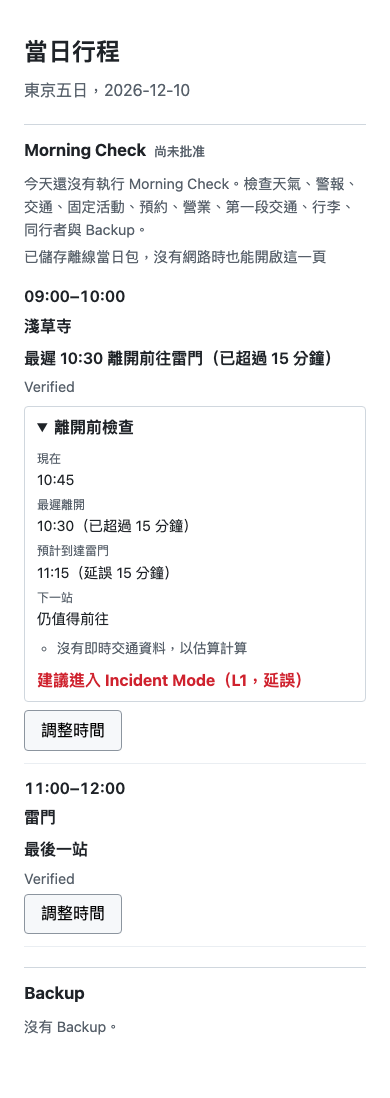 當日行程
東京五日，2026-12-10
Morning Check 尚未批准
今天還沒有執行 Morning Check。檢查天氣、警報、
交通、固定活動、預約、營業、第一段交通、行李、
同行者與 Backup。
已儲存離線當日包，沒有網路時也能開啟這一頁
09:00–10:00
淺草寺
最遲 10:30 離開前往雷門（已超過 15 分鐘）
Verified
▼ 離開前檢查
現在
10:45
最遲離開
10:30（已超過 15 分鐘）
預計到達雷門
11:15（延誤 15 分鐘）
下一站
仍值得前往
沒有即時交通資料，以估算計算
建議進入 Incident Mode（L1，延誤）
調整時間
11:00–12:00
雷門
最後一站
Verified
調整時間
Backup
沒有 Backup。